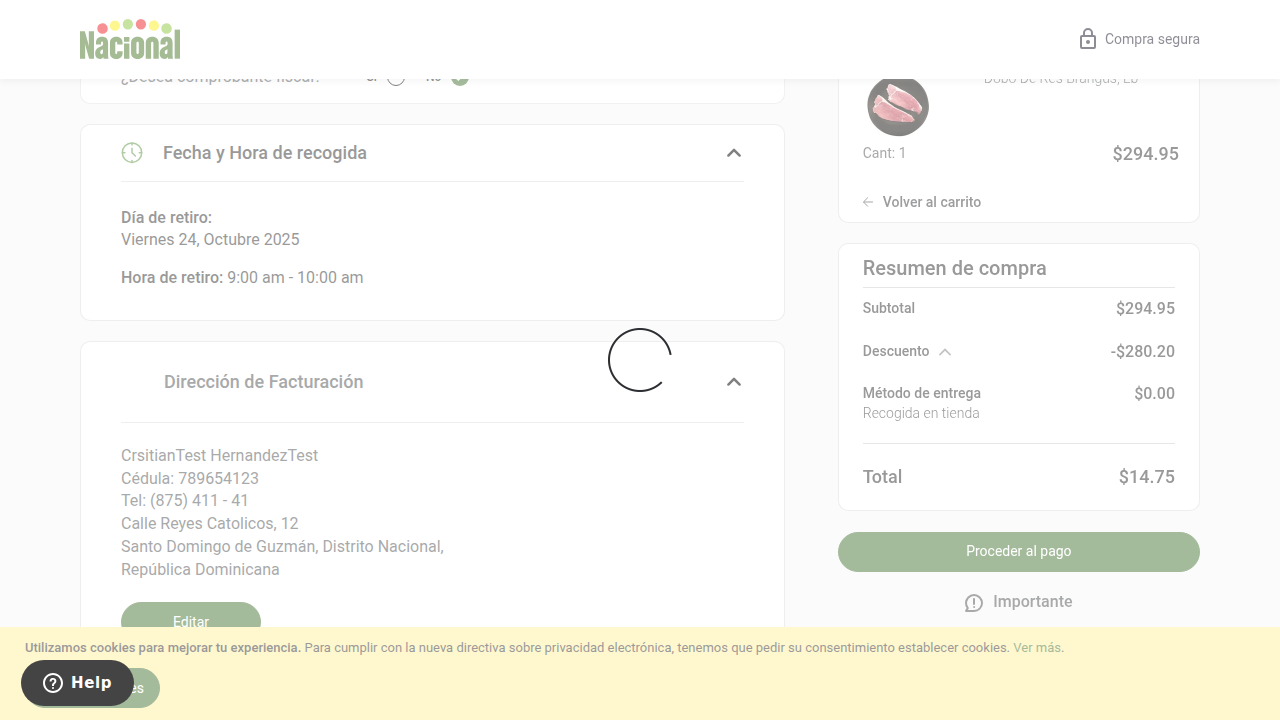 Nacional
Compra segura
¿Desea comprobante fiscal?
No
Dobo De Res Brangus, Lb
Fecha y Hora de recogida
Cant: 1
$294.95
Volver al carrito
Día de retiro:
Viernes 24, Octubre 2025
Hora de retiro: 9:00 am - 10:00 am
Resumen de compra
Subtotal
$294.95
Descuento
-$280.20
Método de entrega
$0.00
Recogida en tienda
Total
$14.75
Dirección de Facturación
CrsitianTest HernandezTest
Cédula: 789654123
Tel: (875) 411 - 41
Calle Reyes Catolicos, 12
Santo Domingo de Guzmán, Distrito Nacional,
República Dominicana
Editar
Proceder al pago
Importante
Utilizamos cookies para mejorar tu experiencia. Para cumplir con la nueva directiva sobre privacidad electrónica, tenemos que pedir su consentimiento establecer cookies. Ver más.
Help
es